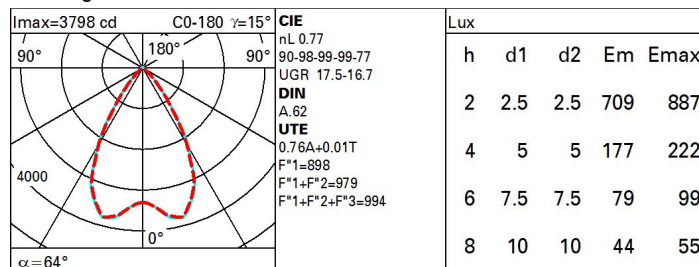 Imax=3798 cd C0-180 γ=15°
90° 180° 90°
4000
0°
α=64°
CIE
nL 0.77
90-98-99-99-77
UGR 17.5-16.7
DIN
A.62
UTE
0.76A+0.01T
F"1=898
F"1+F"2=979
F"1+F"2+F"3=994
Lux
h d1 d2 Em Emax
2 2.5 2.5 709 887
4 5 5 177 222
6 7.5 7.5 79 99
8 10 10 44 55